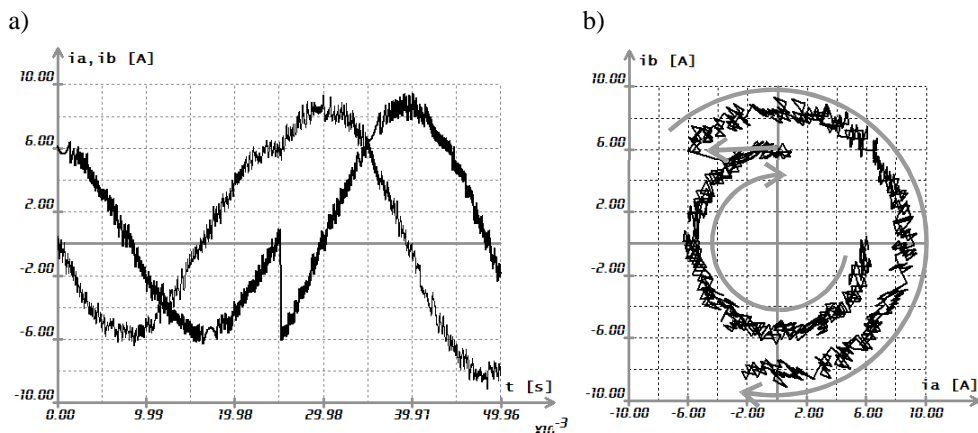 a)
ia,ib [A]
10.00
6.00
2.00
-2.00
-6.00
-10.00
0.00 9.99 19.98 29.98 39.97 49.96
t [s]
x10-3
b)
ib [A]
10.00
6.00
2.00
-2.00
-6.00
-10.00
-10.00 -6.00 -2.00 2.00 6.00 10.00
ia [A]